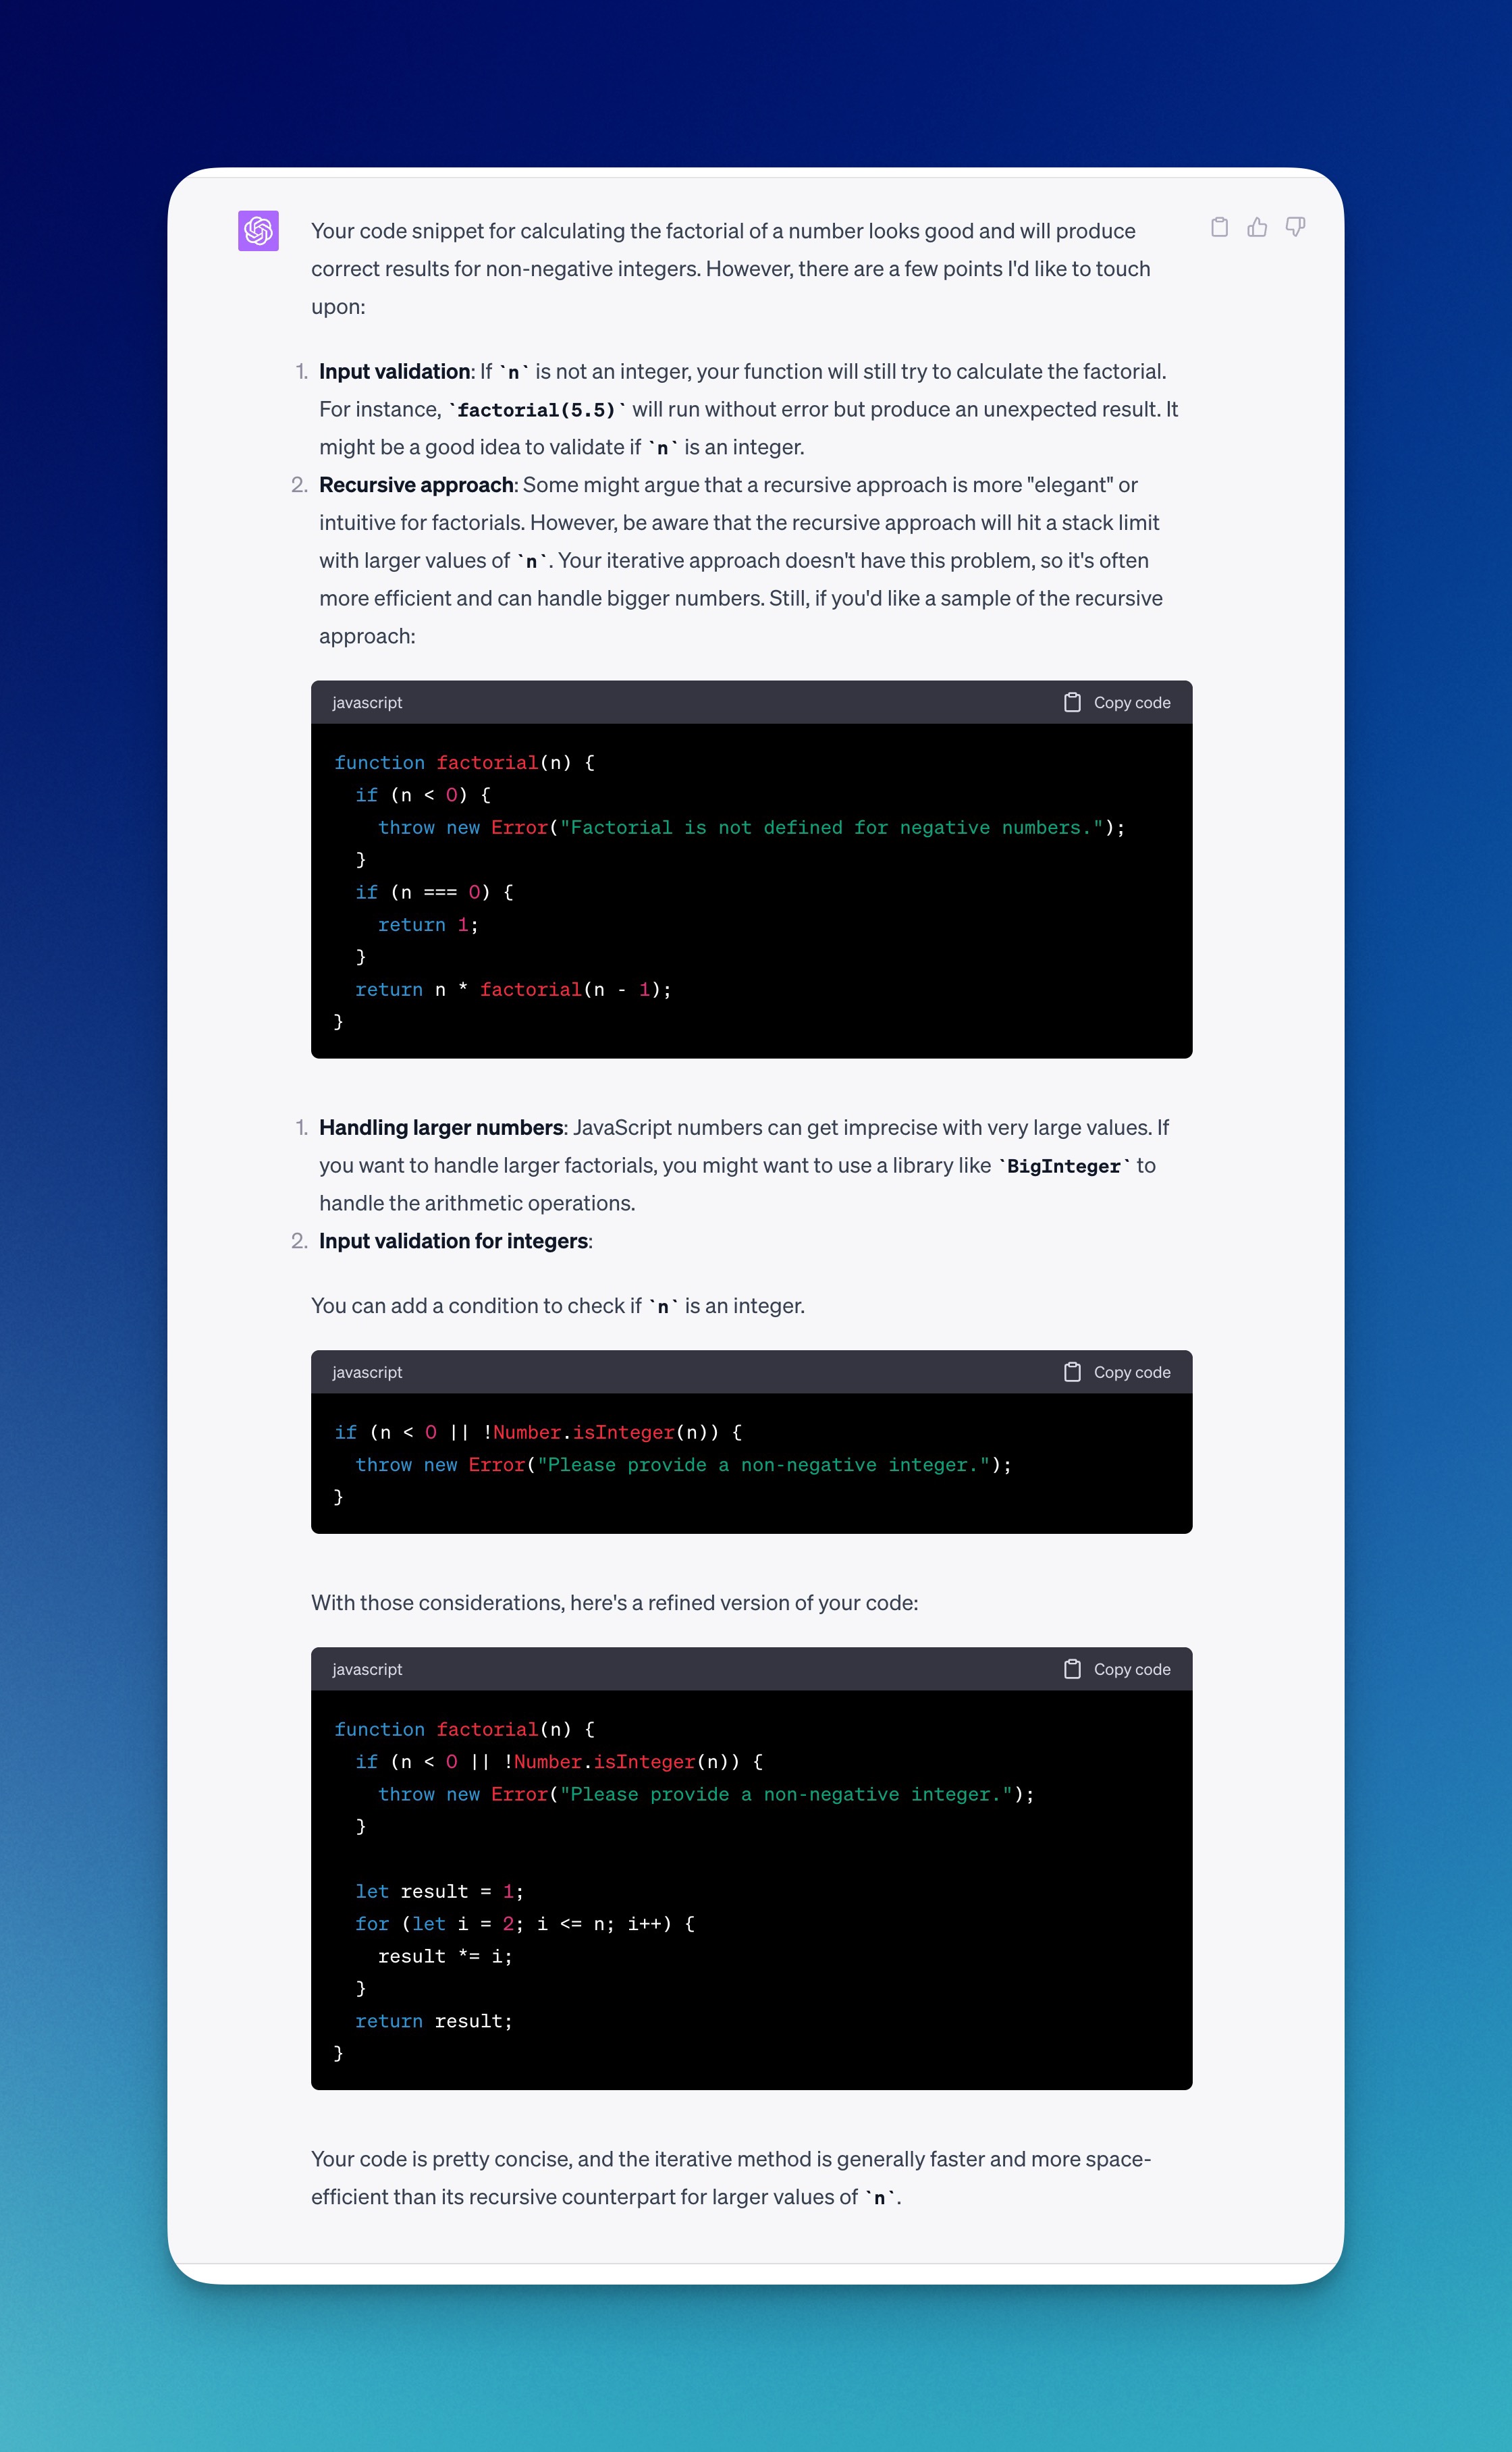 Your code snippet for calculating the factorial of a number looks good and will produce
correct results for non-negative integers. However, there are a few points I'd like to touch
upon:
1. Input validation: If `n` is not an integer, your function will still try to calculate the factorial.
For instance, `factorial(5.5)` will run without error but produce an unexpected result. It
might be a good idea to validate if `n` is an integer.
2. Recursive approach: Some might argue that a recursive approach is more "elegant" or
intuitive for factorials. However, be aware that the recursive approach will hit a stack limit
with larger values of `n`. Your iterative approach doesn't have this problem, so it's often
more efficient and can handle bigger numbers. Still, if you'd like a sample of the recursive
approach:
javascript Copy code
function factorial(n) {
  if (n < 0) {
    throw new Error("Factorial is not defined for negative numbers.");
  }
  if (n === 0) {
    return 1;
  }
  return n * factorial(n - 1);
}
1. Handling larger numbers: JavaScript numbers can get imprecise with very large values. If
you want to handle larger factorials, you might want to use a library like `BigInteger` to
handle the arithmetic operations.
2. Input validation for integers:
You can add a condition to check if `n` is an integer.
javascript Copy code
if (n < 0 || !Number.isInteger(n)) {
  throw new Error("Please provide a non-negative integer.");
}
With those considerations, here's a refined version of your code:
javascript Copy code
function factorial(n) {
  if (n < 0 || !Number.isInteger(n)) {
    throw new Error("Please provide a non-negative integer.");
  }
  let result = 1;
  for (let i = 2; i <= n; i++) {
    result *= i;
  }
  return result;
}
Your code is pretty concise, and the iterative method is generally faster and more space-
efficient than its recursive counterpart for larger values of `n`.